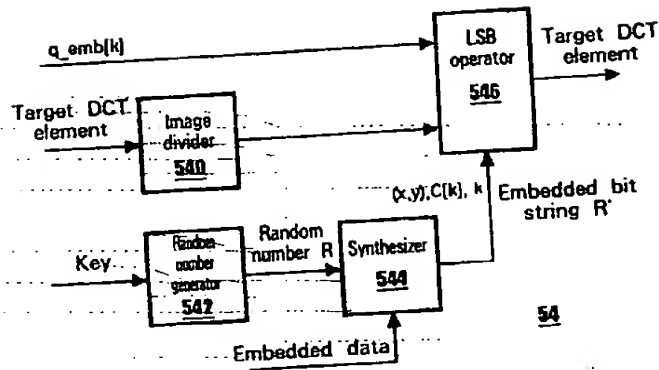 q_emb[k]
LSB
operator
546
Target DCT
element
Target DCT
element
Image
divider
540
(x,y),C[k], k
Embedded bit
string R'
Key
Random
number
generator
542
Random
number R
Synthesizer
544
Embedded data
54